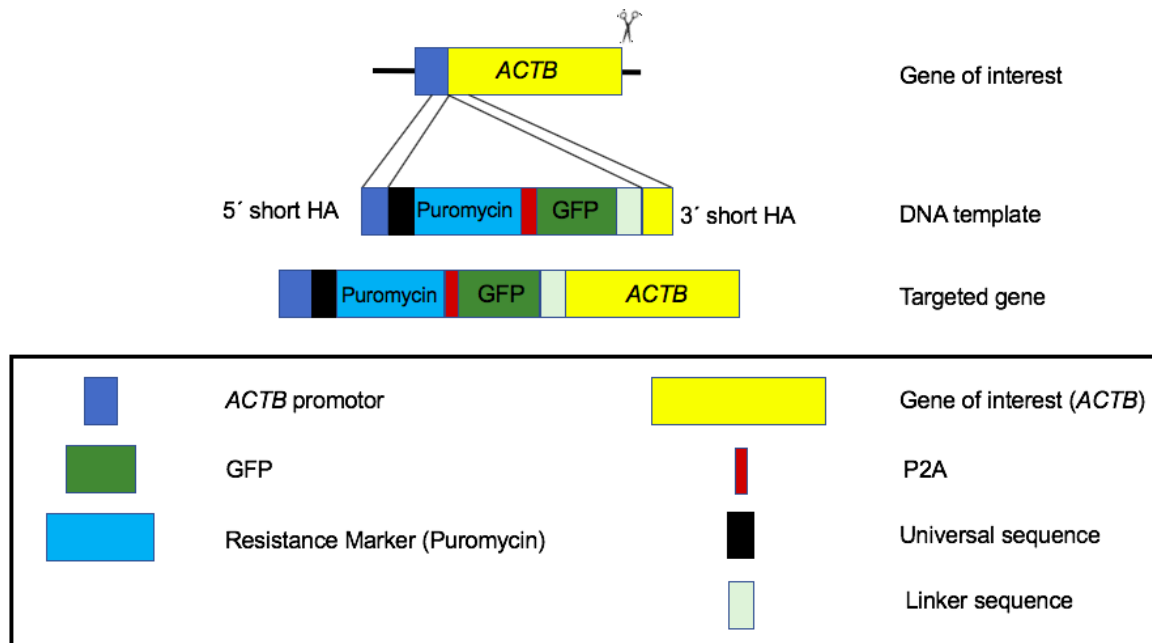 ACTB
Gene of interest
5´ short HA
Puromycin
GFP
3´ short HA
DNA template
Puromycin
GFP
ACTB
Targeted gene
ACTB promotor
Gene of interest (ACTB)
GFP
P2A
Resistance Marker (Puromycin)
Universal sequence
Linker sequence